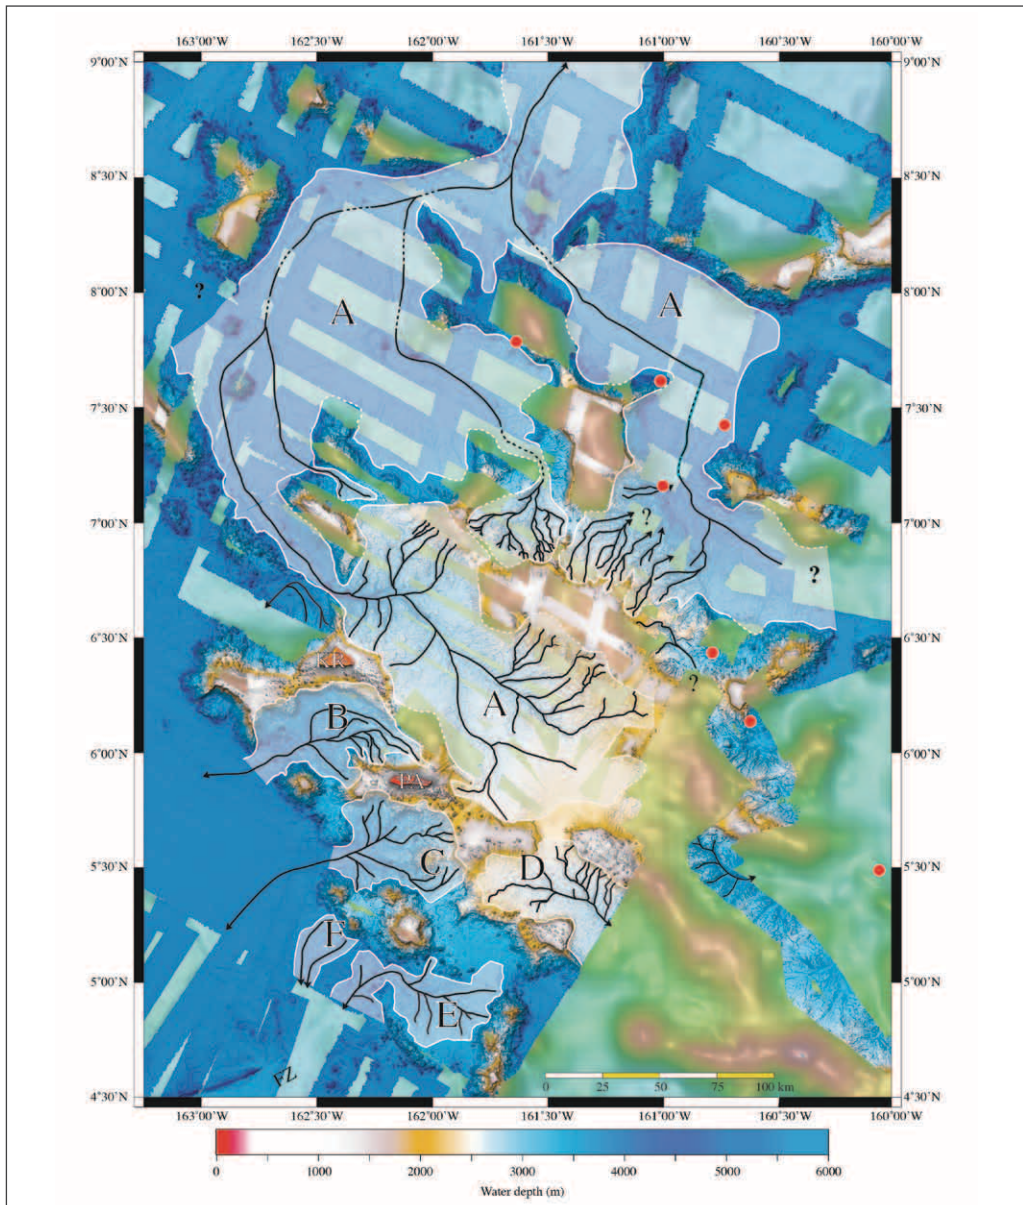 163°00'W 162°30'W 162°00'W 161°30'W 161°00'W 160°30'W 160°00'W
9°00'N 9°00'N
8°30'N 8°30'N
? 8°00'N A A 8°00'N
7°30'N 7°30'N
7°00'N ? 7°00'N
?
6°30'N 6°30'N
KR ?
A
B
6°00'N 6°00'N
PA
5°30'N C D 5°30'N
F
5°00'N 5°00'N
E
FZ
0 25 50 75 100 km
4°30'N 4°30'N
163°00'W 162°30'W 162°00'W 161°30'W 161°00'W 160°30'W 160°00'W
0 1000 2000 3000 4000 5000 6000
Water depth (m)